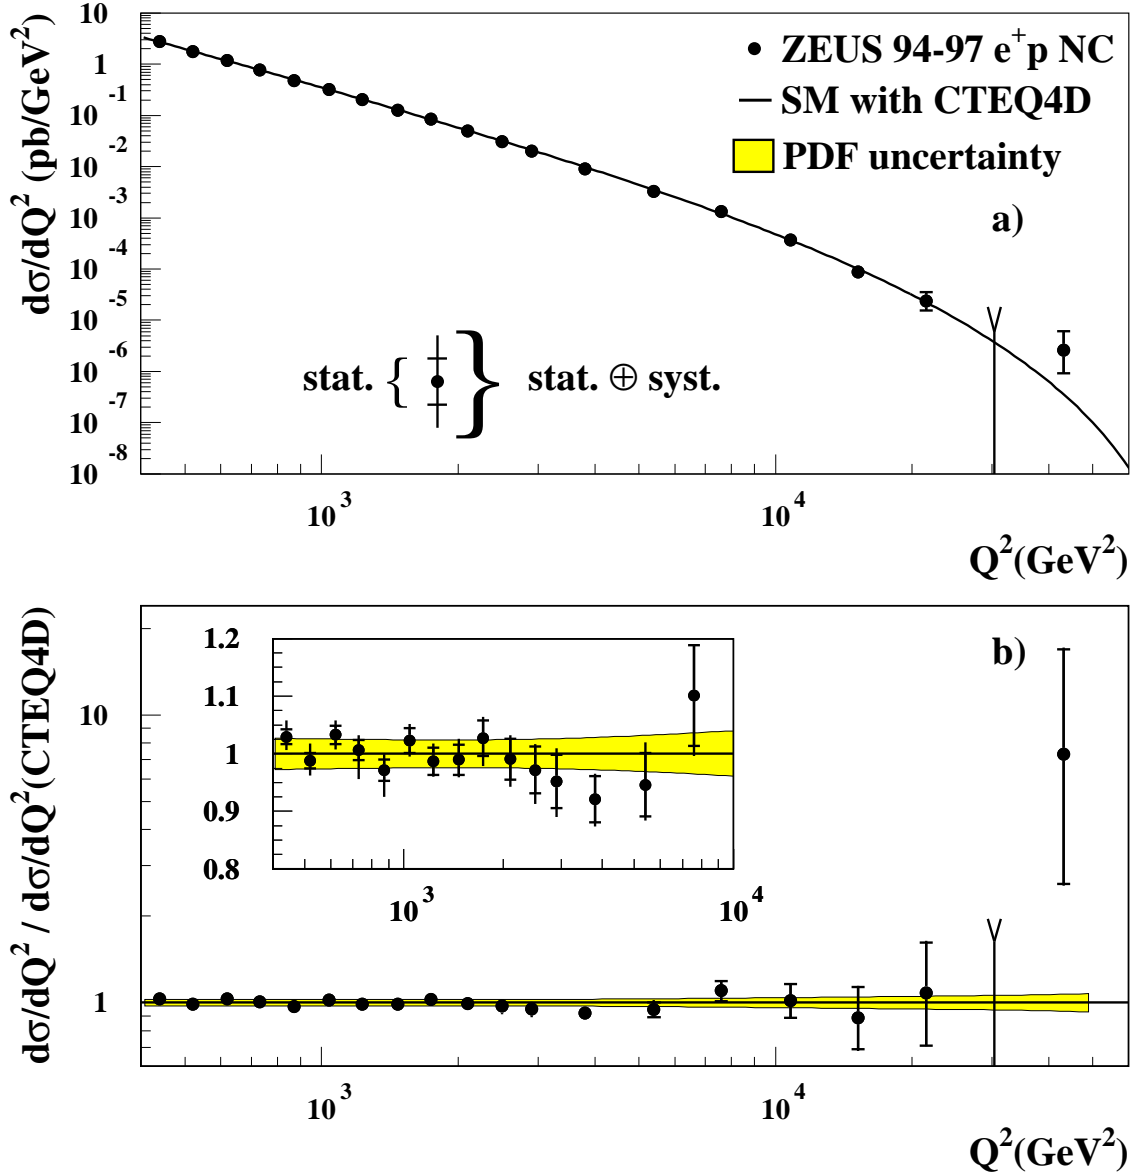 dσ/dQ² (pb/GeV²)
10
1
10⁻¹
10⁻²
10⁻³
10⁻⁴
10⁻⁵
10⁻⁶
10⁻⁷
10⁻⁸
ZEUS 94-97 e⁺p NC
SM with CTEQ4D
PDF uncertainty
a)
stat. { } stat. ⊕ syst.
10³ 10⁴
Q²(GeV²)
dσ/dQ² / dσ/dQ²(CTEQ4D)
b)
10
1
1.2
1.1
1
0.9
0.8
10³ 10⁴
10³ 10⁴
Q²(GeV²)